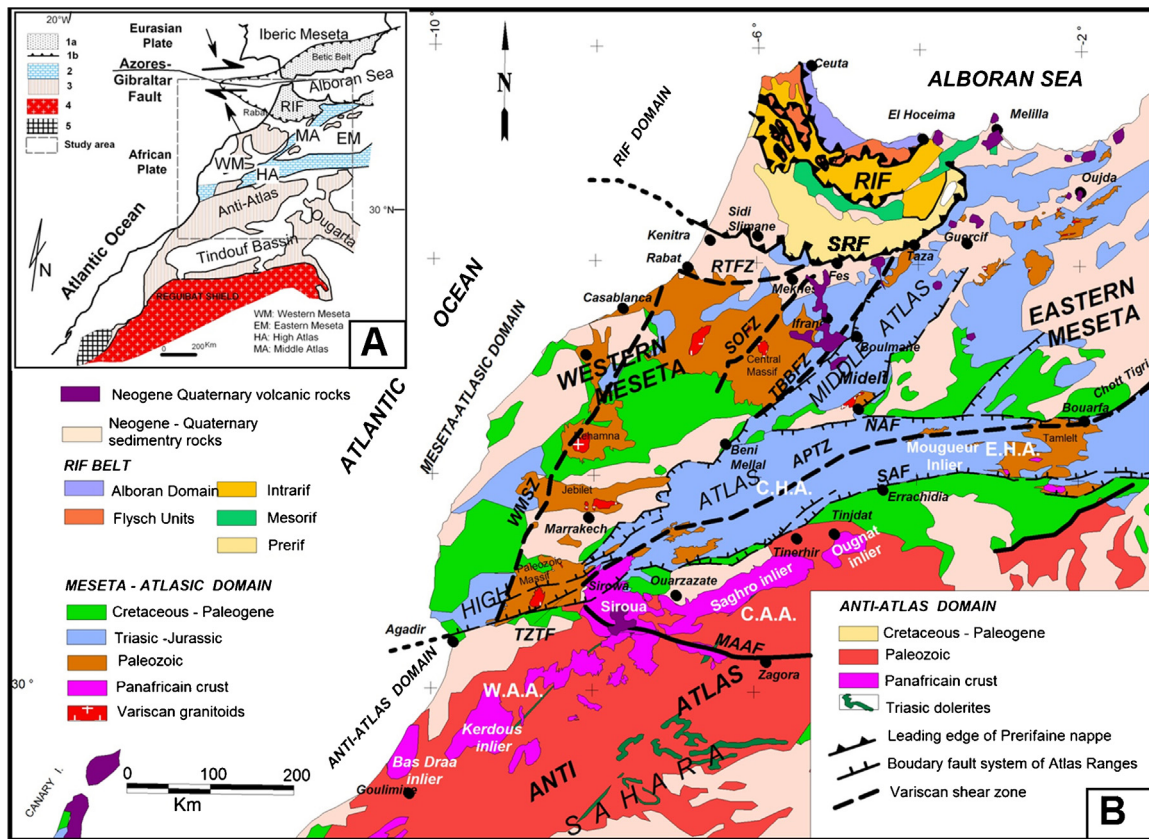 20°W
Eurasian
Plate
Iberic Meseta
1a
1b
2
3
4
5
Study area
Betic Belt
Azores-
Gibraltar
Fault
Alboran Sea
RIF
Rabat
MA
EM
African
Plate
WM
HA
Anti-Atlas
30 °N
Ougarta
Atlantic Ocean
Tindouf Basin
N
REGUIBAT SHIELD
WM: Western Meseta
EM: Eastern Meseta
HA: High Atlas
MA: Middle Atlas
0 200Km
A
-10
-6
-2
N
Ceuta
ALBORAN SEA
El Hoceima
Melilla
RIF DOMAIN
RIF
Oujda
Sidi
Slimane
Kenitra
SRF
Guercif
Rabat
RTFZ
Fes
Taza
Meknes
Casablanca
OCEAN
Ifrane
MIDDLE ATLAS
EASTERN
MESETA
SOFZ
WESTERN
MESETA
Central
Massif
Boulmane
TBBFZ
Midelt
MESETA-ATLASIC DOMAIN
ATLANTIC
Chott Tigri
Bouarfa
NAF
Rehamna
Beni
Mellal
APTZ
Mougueur
Inlier
E.H.A.
Tamlelt
ATLAS
C.H.A.
SAF
Errachidia
WMSZ
Jebilet
Marrakech
Tinjdat
Tinerhir
Ougnat
inlier
Paleozoic
Massif
Sirowa
Ouarzazate
Saghro inlier
HIGH
Siroua
C.A.A.
Agadir
TZTF
MAAF
Zagora
30 °
ANTI-ATLAS DOMAIN
W.A.A.
ATLAS
Kerdous
inlier
Bas Draa
inlier
ANTI
Goulimine
SAHARA
CANARY I.
0 100 200
Km
Neogene Quaternary volcanic rocks
Neogene - Quaternary
sedimentry rocks
RIF BELT
Alboran Domain
Intrarif
Flysch Units
Mesorif
Prerif
MESETA - ATLASIC DOMAIN
Cretaceous - Paleogene
Triasic -Jurassic
Paleozoic
Panafricain crust
Variscan granitoids
ANTI-ATLAS DOMAIN
Cretaceous - Paleogene
Paleozoic
Panafricain crust
Triasic dolerites
Leading edge of Prerifaine nappe
Boudary fault system of Atlas Ranges
Variscan shear zone
B